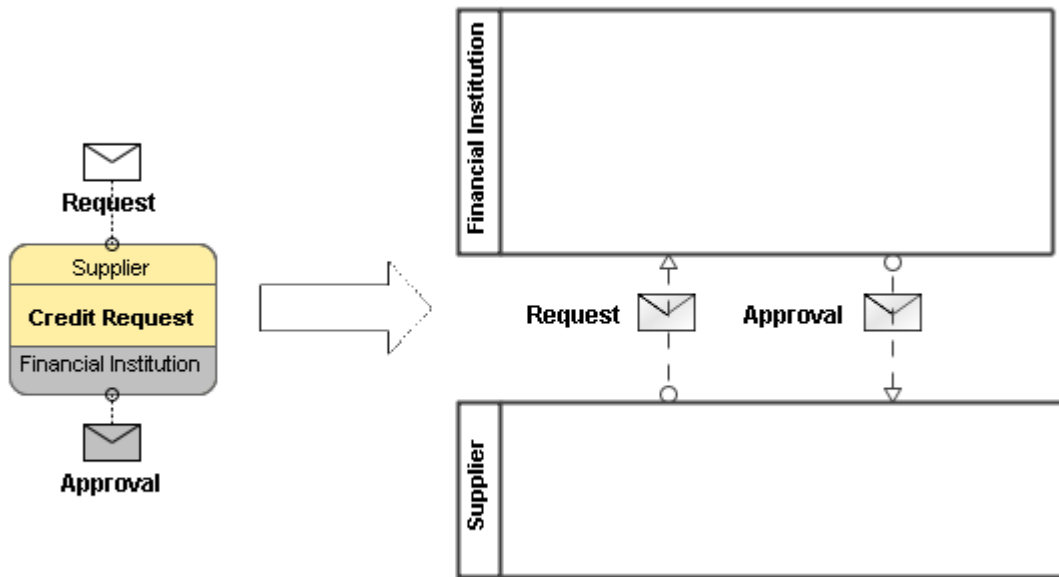 Request
Supplier
Credit Request
Financial Institution
Approval
Financial Institution
Request
Approval
Supplier